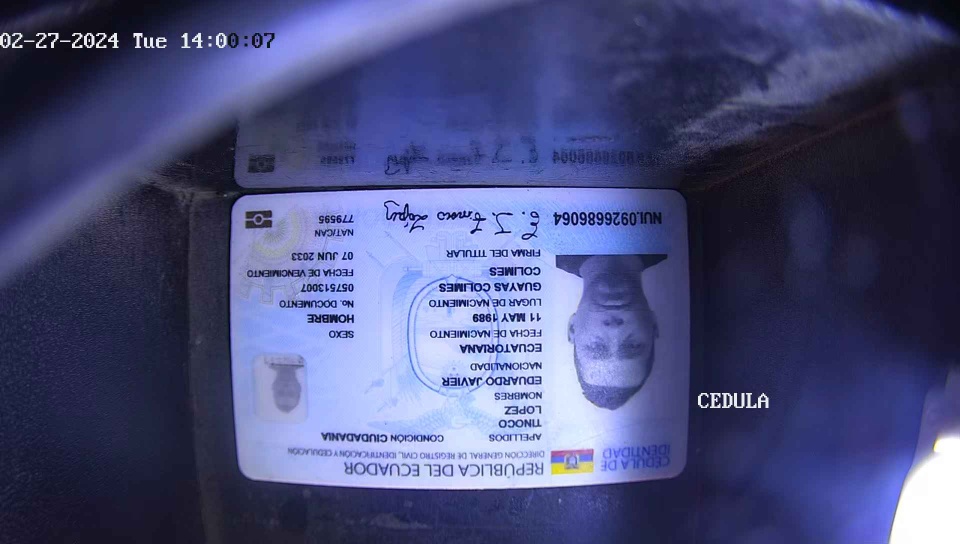 02-27-2024 Tue 14:00:07
CEDULA
CÉDULA DE
IDENTIDAD
REPÚBLICA DEL ECUADOR
DIRECCIÓN GENERAL DE REGISTRO CIVIL, IDENTIFICACIÓN Y CEDULACIÓN
APELLIDOS
CONDICIÓN CIUDADANÍA
TINOCO
LOPEZ
NOMBRES
EDUARDO JAVIER
NACIONALIDAD
ECUATORIANA
FECHA DE NACIMIENTO
11 MAY 1989
LUGAR DE NACIMIENTO
GUAYAS COLIMES
COLIMES
FIRMA DEL TITULAR
SEXO
HOMBRE
No. DOCUMENTO
057513007
FECHA DE VENCIMIENTO
07 JUN 2033
NAT/CAN
779595
NUI.0926686064